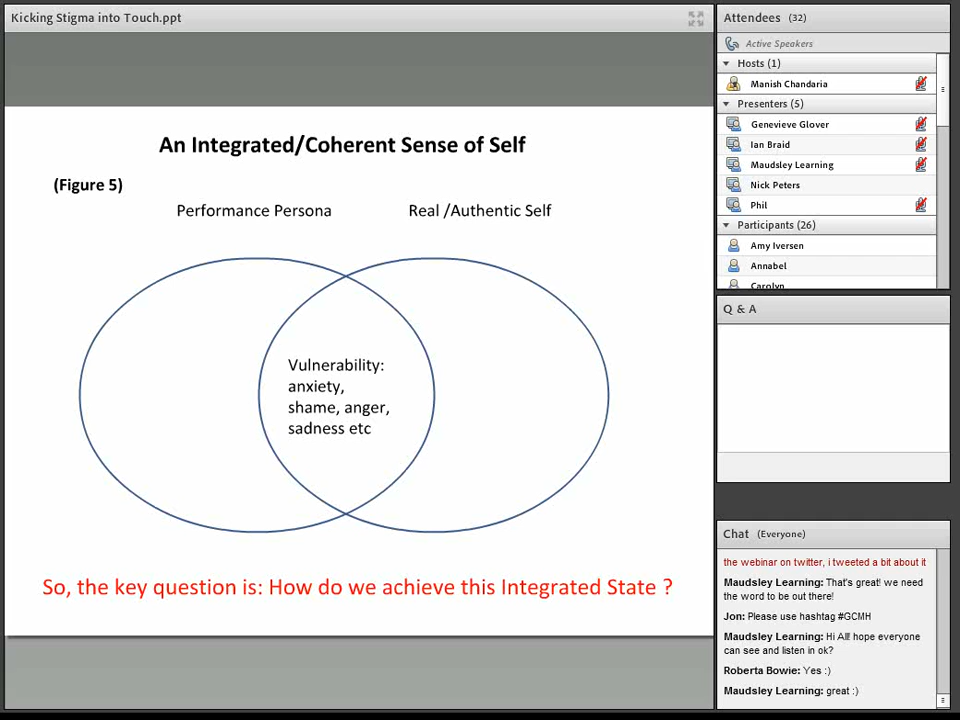 Kicking Stigma into Touch.ppt
An Integrated/Coherent Sense of Self
(Figure 5)
Performance Persona
Real /Authentic Self
Vulnerability:
anxiety,
shame, anger,
sadness etc
So, the key question is: How do we achieve this Integrated State ?
Attendees (32)
Active Speakers
Hosts (1)
Manish Chandaria
Presenters (5)
Genevieve Glover
Ian Braid
Maudsley Learning
Nick Peters
Phil
Participants (26)
Amy Iversen
Annabel
Carolyn
Q & A
Chat (Everyone)
the webinar on twitter, i tweeted a bit about it
Maudsley Learning: That's great! we need
the word to be out there!
Jon: Please use hashtag #GCMH
Maudsley Learning: Hi All! hope everyone
can see and listen in ok?
Roberta Bowie: Yes :)
Maudsley Learning: great :)